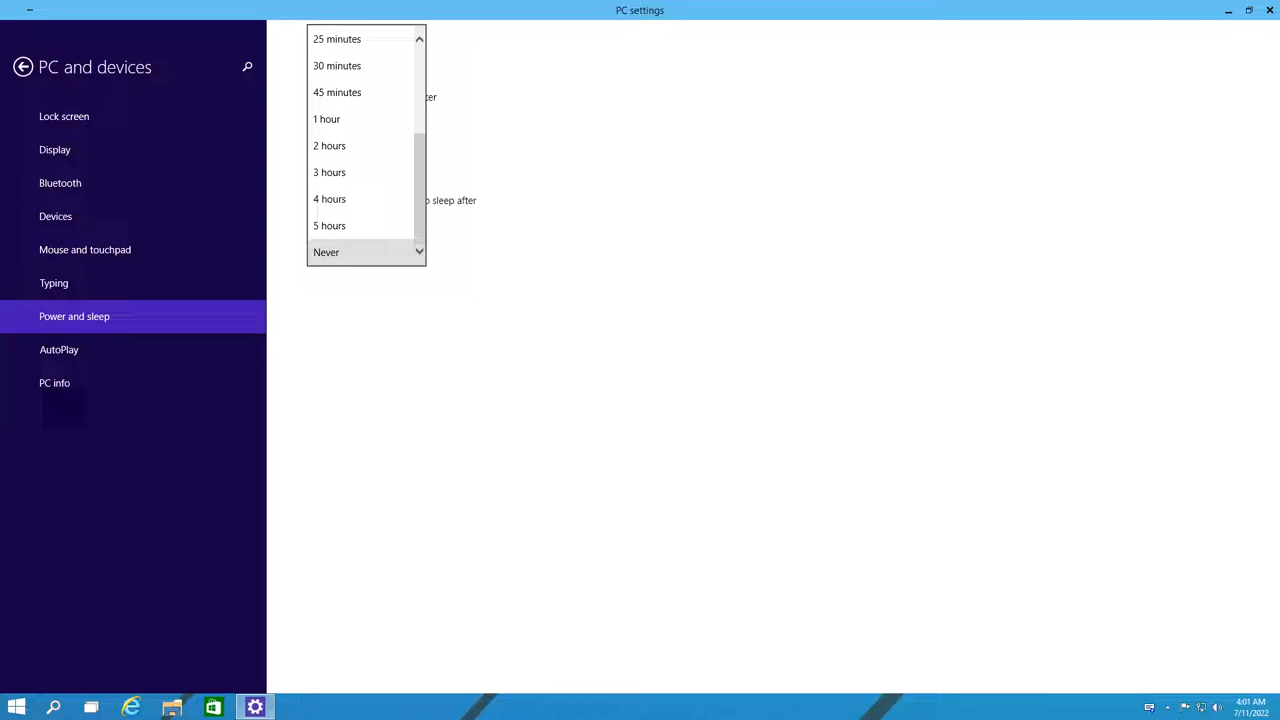 PC settings
PC and devices
Lock screen
Display
Bluetooth
Devices
Mouse and touchpad
Typing
Power and sleep
AutoPlay
PC info
25 minutes
30 minutes
45 minutes
1 hour
2 hours
3 hours
4 hours
5 hours
Never
ter
sleep after
4:01 AM
7/11/2022